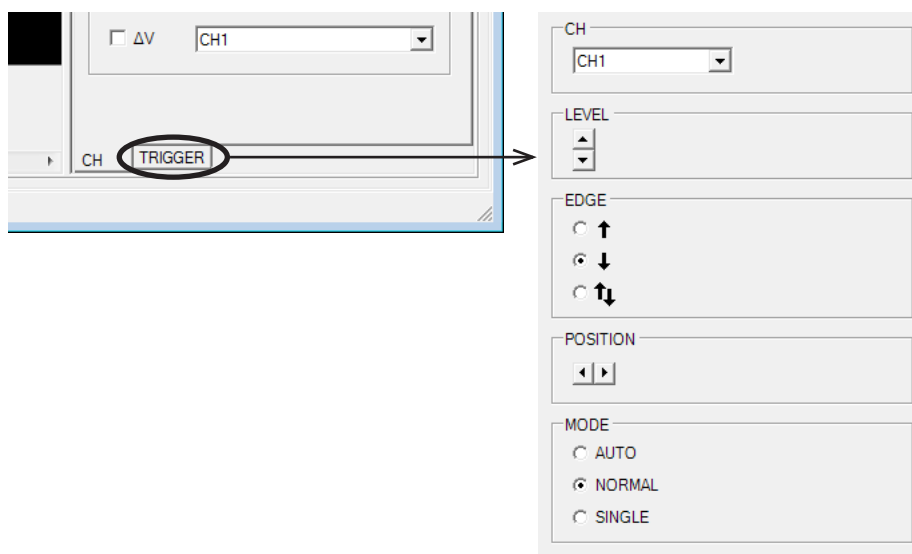 ΔV CH1
CH TRIGGER
CH
CH1
LEVEL
EDGE
POSITION
MODE
AUTO
NORMAL
SINGLE